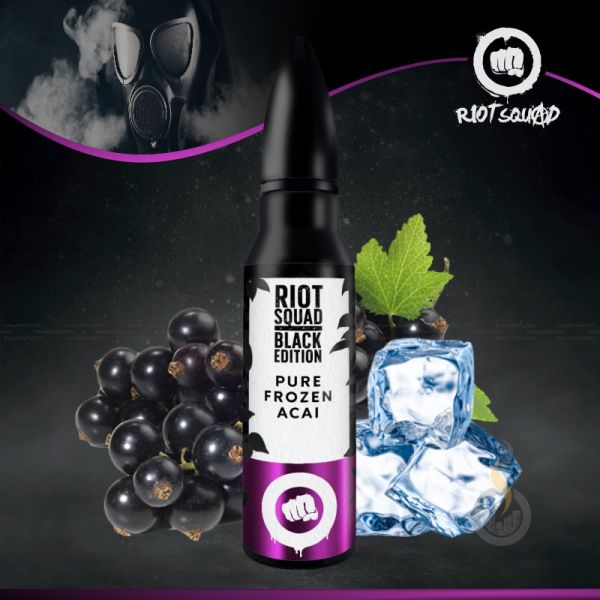 RIOT SQUAD
RIOT
SQUAD
BLACK
EDITION
PURE
FROZEN
ACAI